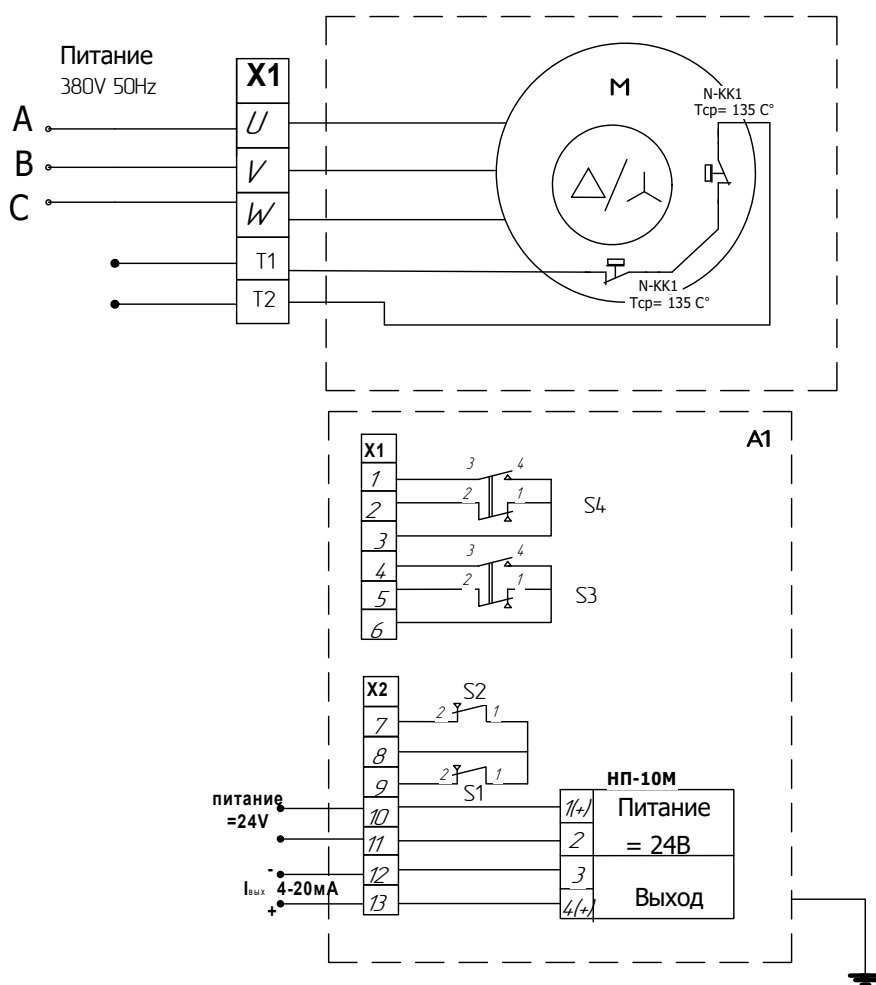 Питание
380V 50Hz
X1
A
U
B
V
C
W
T1
T2
M
N-KK1
Тср= 135 C°
N-KK1
Тср= 135 C°
A1
X1
1
2
3
4
5
6
3 4
2 1
S4
3 4
2 1
S3
X2
7
8
9
10
11
12
13
S2
2 1
2 1
S1
питание
=24V
-
Iвых 4-20мА
+
НП-10М
1(+)
2
3
4(+)
Питание
= 24В
Выход